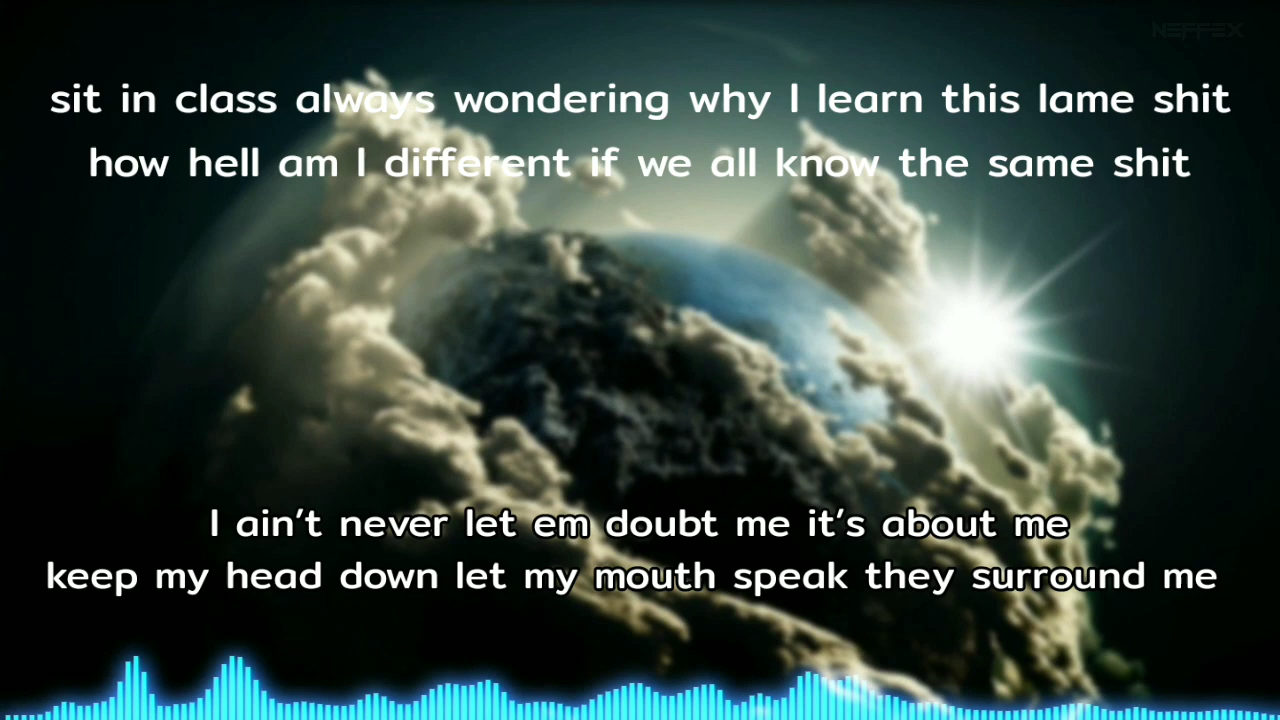 NEFFEX
sit in class always wondering why I learn this lame shit
how hell am I different if we all know the same shit
I ain't never let em doubt me it's about me
keep my head down let my mouth speak they surround me